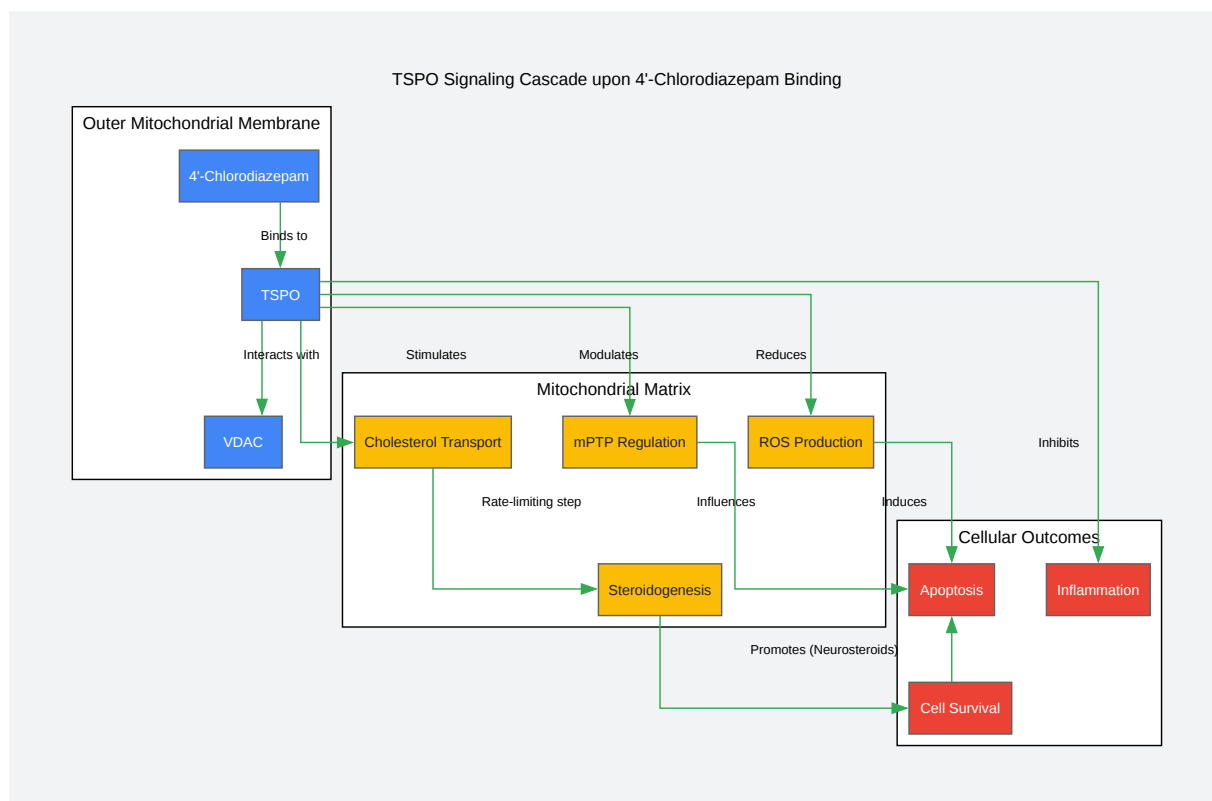 TSPO Signaling Cascade upon 4'-Chlorodiazepam Binding
Outer Mitochondrial Membrane
4'-Chlorodiazepam
Binds to
TSPO
Interacts with
Stimulates
Modulates
Reduces
Mitochondrial Matrix
VDAC
Cholesterol Transport
mPTP Regulation
ROS Production
Inhibits
Rate-limiting step
Influences
Induces
Cellular Outcomes
Steroidogenesis
Apoptosis
Inflammation
Promotes (Neurosteroids)
Cell Survival